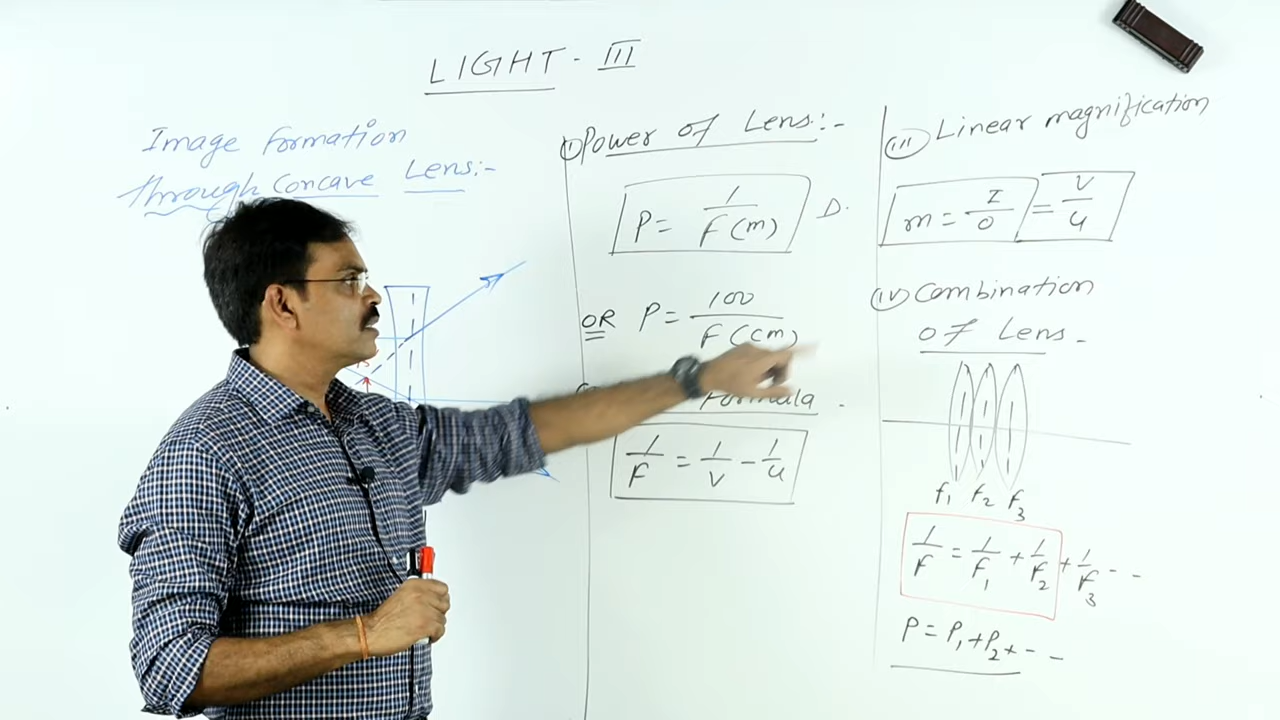 LIGHT - III
Image Formation
through Concave Lens:-
(i) Power of Lens:-
P = 1/F(m) D.
OR P = 100/F(cm)
Formula -
1/F = 1/V - 1/u
(iii) Linear magnification
m = I/O = V/u
(iv) Combination
of Lens -
f1 f2 f3
1/F = 1/F1 + 1/F2 + 1/F3 - -
P = P1 + P2 + - -